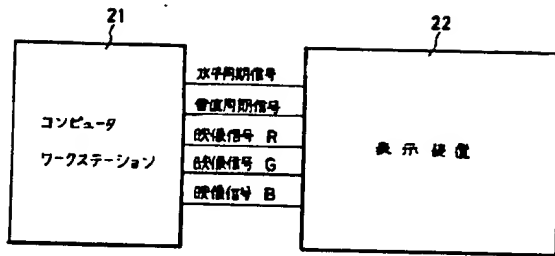 21
22
コンピュータ
ワークステーション
水平同期信号
垂直同期信号
映像信号 R
映像信号 G
映像信号 B
表示装置